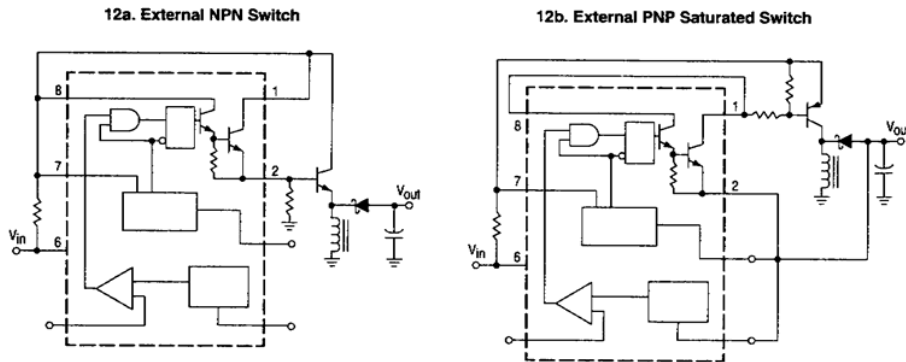 12a. External NPN Switch
12b. External PNP Saturated Switch
8
1
7
2
Vout
Vin
6
8
1
Vou
7
2
Vin
6